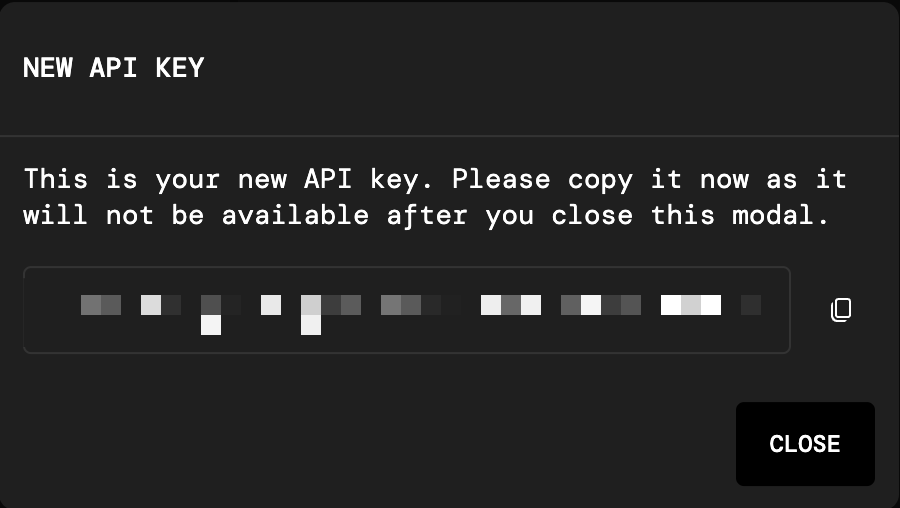 NEW API KEY
This is your new API key. Please copy it now as it
will not be available after you close this modal.
CLOSE